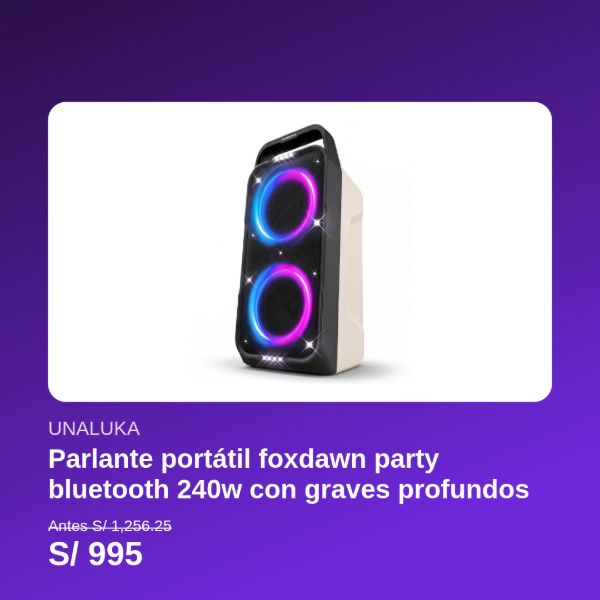 UNALUKA
Parlante portátil foxdawn party
bluetooth 240w con graves profundos
Antes S/ 1,256.25
S/ 995